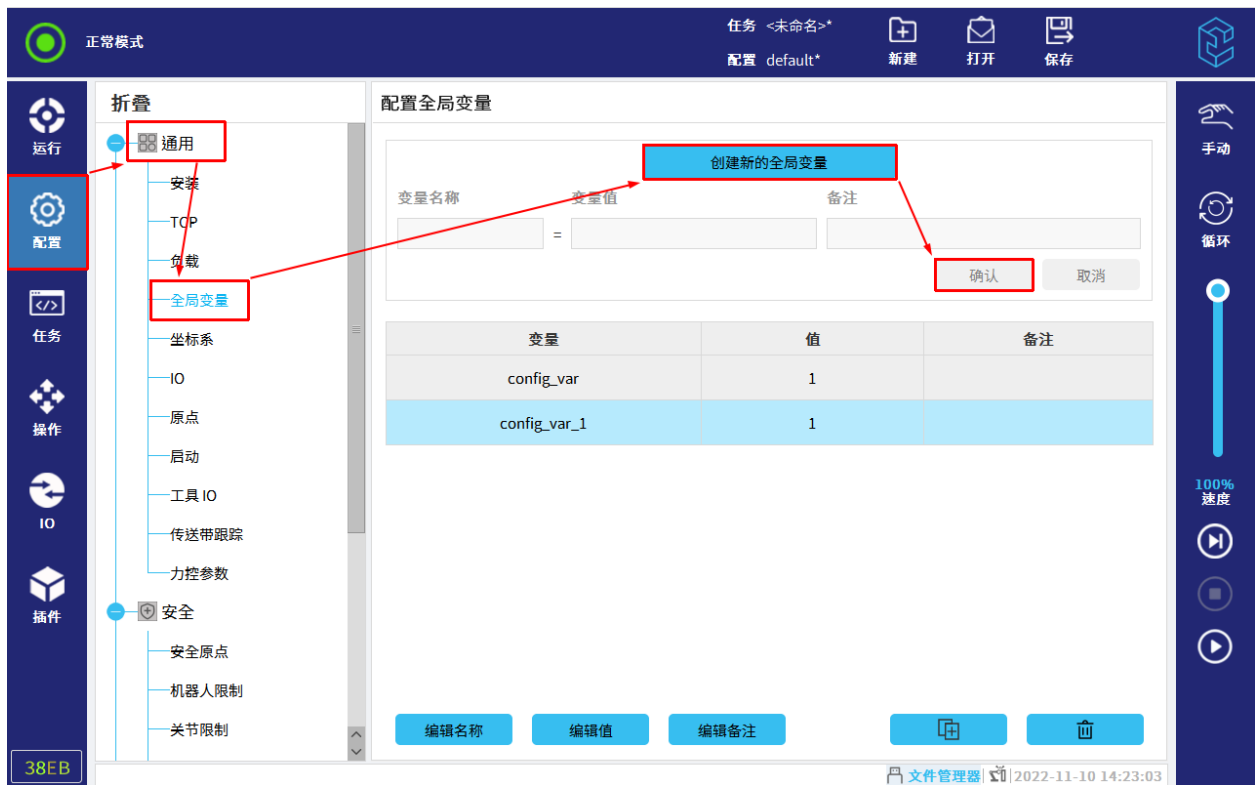 正常模式
任务 <未命名>*
配置 default*
新建
打开
保存
运行
配置
任务
操作
IO
插件
38EB
折叠
通用
安装
TCP
负载
全局变量
坐标系
IO
原点
启动
工具 IO
传送带跟踪
力控参数
安全
安全原点
机器人限制
关节限制
配置全局变量
创建新的全局变量
变量名称 变量值 备注
=
确认 取消
变量 值 备注
config_var 1
config_var_1 1
编辑名称 编辑值 编辑备注
文件管理器 2022-11-10 14:23:03
手动
循环
100%
速度